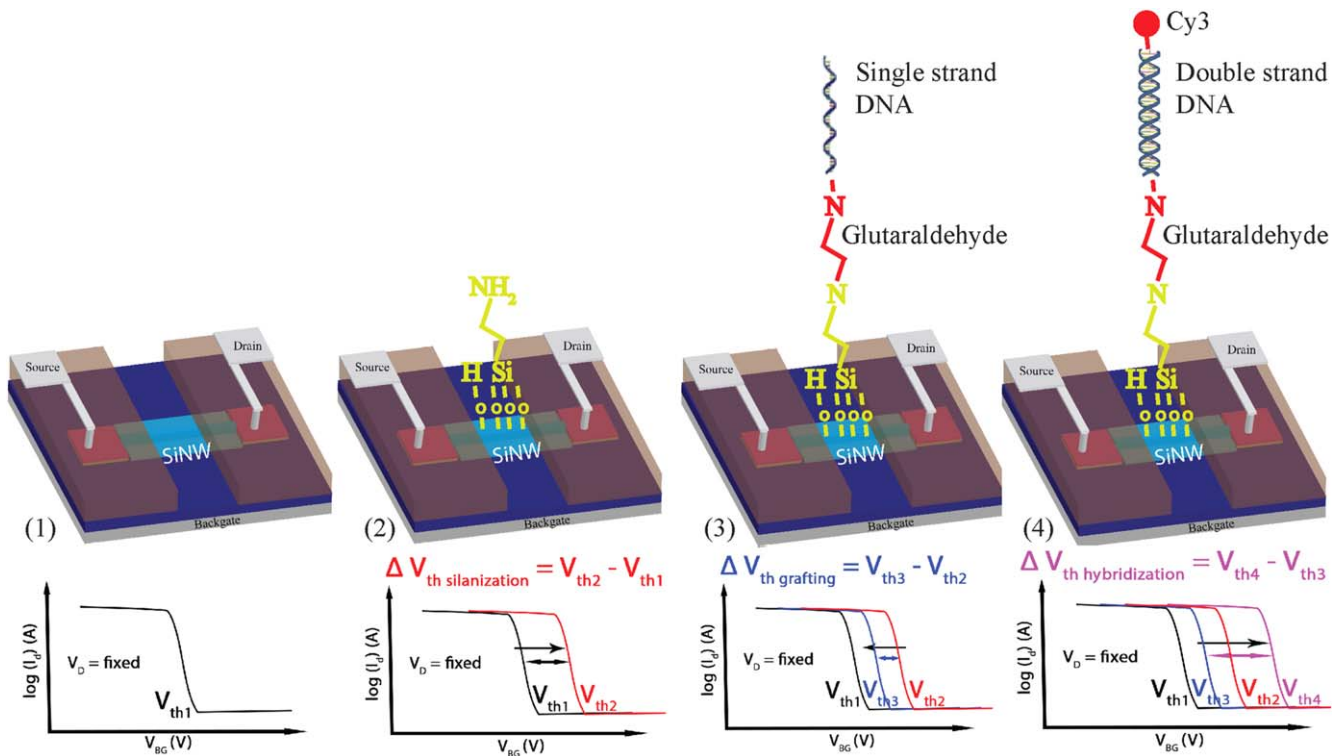 Cy3
Single strand
DNA
Double strand
DNA
N
N
Glutaraldehyde
Glutaraldehyde
NH2
N
N
Source
Drain
Source
Drain
Source
Drain
Source
Drain
H Si
H Si
H Si
O O O O
O O O O
O O O O
SiNW
SiNW
SiNW
SiNW
Backgate
Backgate
Backgate
Backgate
(1)
(2)
(3)
(4)
Δ Vth silanization = Vth2 - Vth1
Δ Vth grafting = Vth3 - Vth2
Δ Vth hybridization = Vth4 - Vth3
log (Id) (A)
VD = fixed
Vth1
VBG (V)
log (Id) (A)
VD = fixed
Vth1
Vth2
VBG (V)
log (Id) (A)
VD = fixed
Vth1
Vth3
Vth2
VBG (V)
log (Id) (A)
VD = fixed
Vth1
Vth3
Vth2
Vth4
VBG (V)